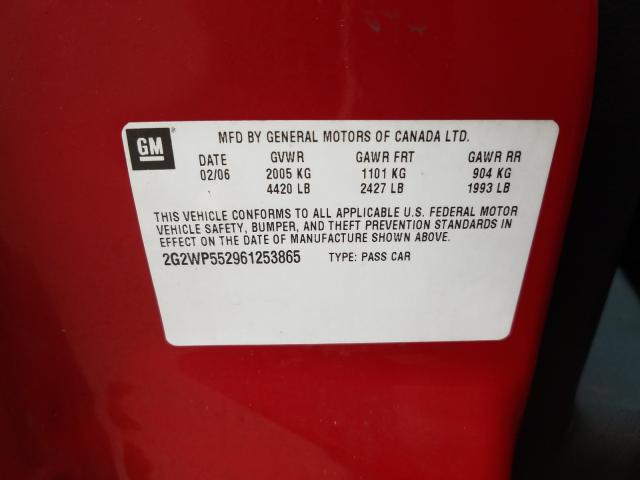 GM
MFD BY GENERAL MOTORS OF CANADA LTD.
DATE GVWR GAWR FRT GAWR RR
02/06 2005 KG 1101 KG 904 KG
4420 LB 2427 LB 1993 LB
THIS VEHICLE CONFORMS TO ALL APPLICABLE U.S. FEDERAL MOTOR
VEHICLE SAFETY, BUMPER, AND THEFT PREVENTION STANDARDS IN
EFFECT ON THE DATE OF MANUFACTURE SHOWN ABOVE.
2G2WP552961253865 TYPE: PASS CAR